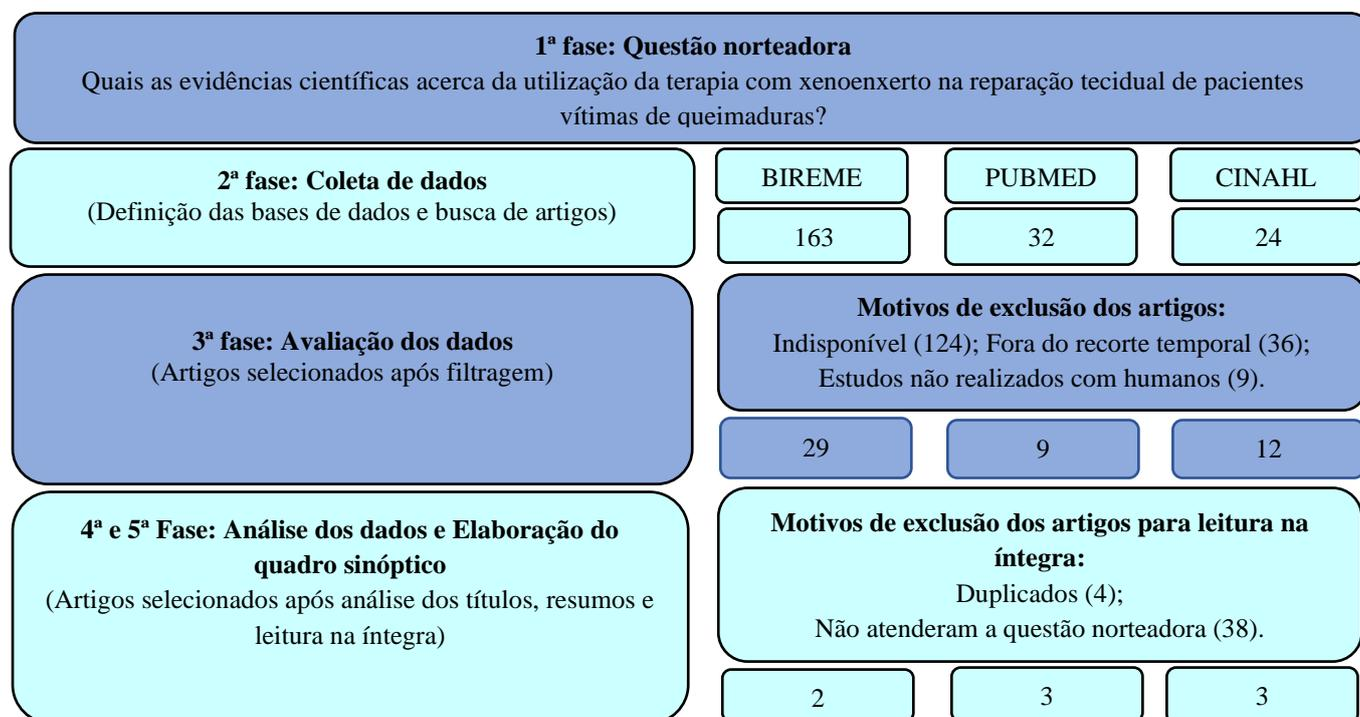 1ª fase: Questão norteadora
Quais as evidências científicas acerca da utilização da terapia com xenoenxerto na reparação tecidual de pacientes
vítimas de queimaduras?
2ª fase: Coleta de dados
(Definição das bases de dados e busca de artigos)
BIREME
PUBMED
CINAHL
163
32
24
3ª fase: Avaliação dos dados
(Artigos selecionados após filtragem)
Motivos de exclusão dos artigos:
Indisponível (124); Fora do recorte temporal (36);
Estudos não realizados com humanos (9).
29
9
12
4ª e 5ª Fase: Análise dos dados e Elaboração do
quadro sinóptico
(Artigos selecionados após análise dos títulos, resumos e
leitura na íntegra)
Motivos de exclusão dos artigos para leitura na
íntegra:
Duplicados (4);
Não atenderam a questão norteadora (38).
2
3
3